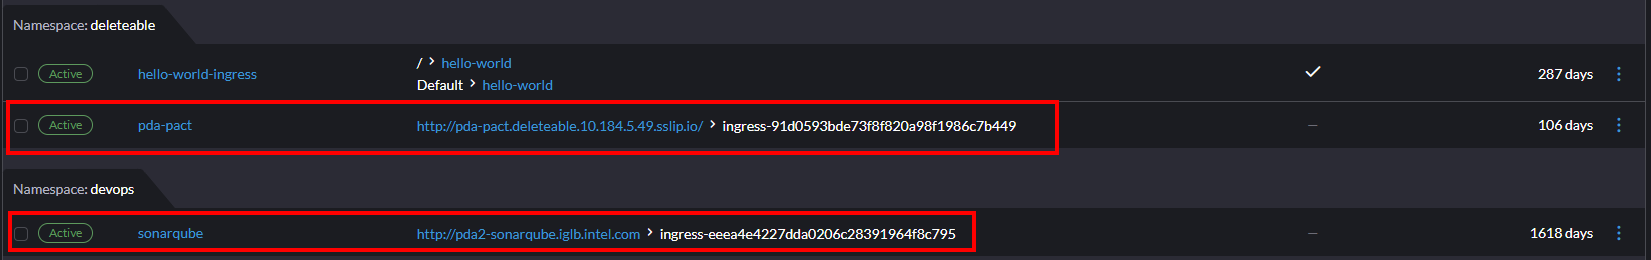 Namespace: deleteable
Active hello-world-ingress / > hello-world 287 days
Default > hello-world
Active pda-pact http://pda-pact.deleteable.10.184.5.49.sslip.io/ > ingress-91d0593bde73f8f820a98f1986c7b449 – 106 days
Namespace: devops
Active sonarqube http://pda2-sonarqube.iglb.intel.com > ingress-eeea4e4227dda0206c28391964f8c795 – 1618 days